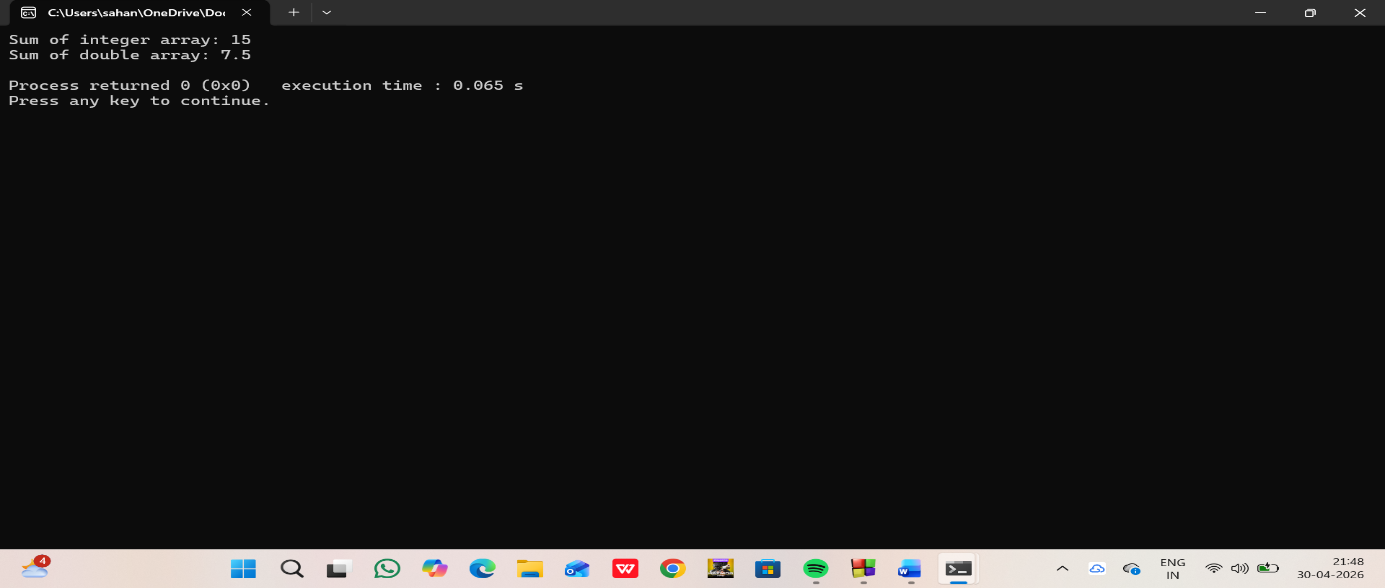 C:\Users\sahan\OneDrive\Do
Sum of integer array: 15
Sum of double array: 7.5
Process returned 0 (0x0)   execution time : 0.065 s
Press any key to continue.
4
ENG
IN
21:48
30-04-2026